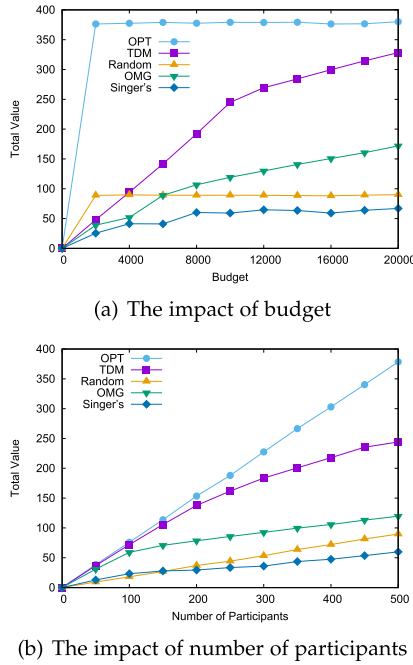 400
350
300
250
200
150
100
50
0
Total Value
OPT
TDM
Random
OMG
Singer's
0 4000 8000 12000 16000 20000
Budget
(a) The impact of budget
400
350
300
250
200
150
100
50
0
Total Value
OPT
TDM
Random
OMG
Singer's
0 100 200 300 400 500
Number of Participants
(b) The impact of number of participants